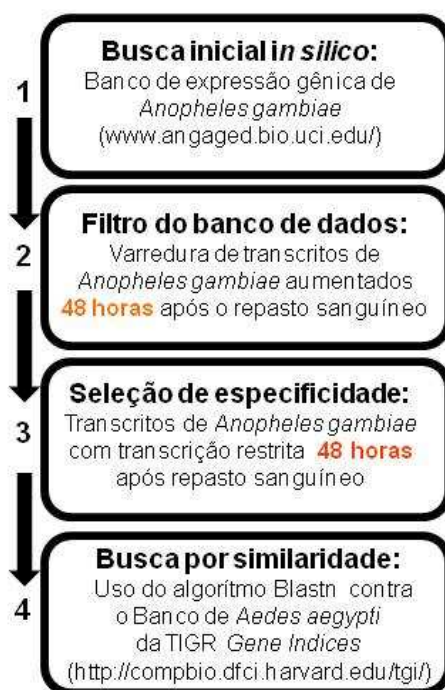 Busca inicial in silico:
1
Banco de expressão gênica de
Anopheles gambiae
(www.angaged.bio.uci.edu/)
Filtro do banco de dados:
2
Varredura de transcritos de
Anopheles gambiae aumentados
48 horas após o repasto sanguíneo
Seleção de especificidade:
3
Transcritos de Anopheles gambiae
com transcrição restrita 48 horas
após repasto sanguíneo
Busca por similaridade:
4
Uso do algorítmo Blastn contra
o Banco de Aedes aegypti
da TIGR Gene Indices
(http://compbio.dfci.harvard.edu/tgi/)